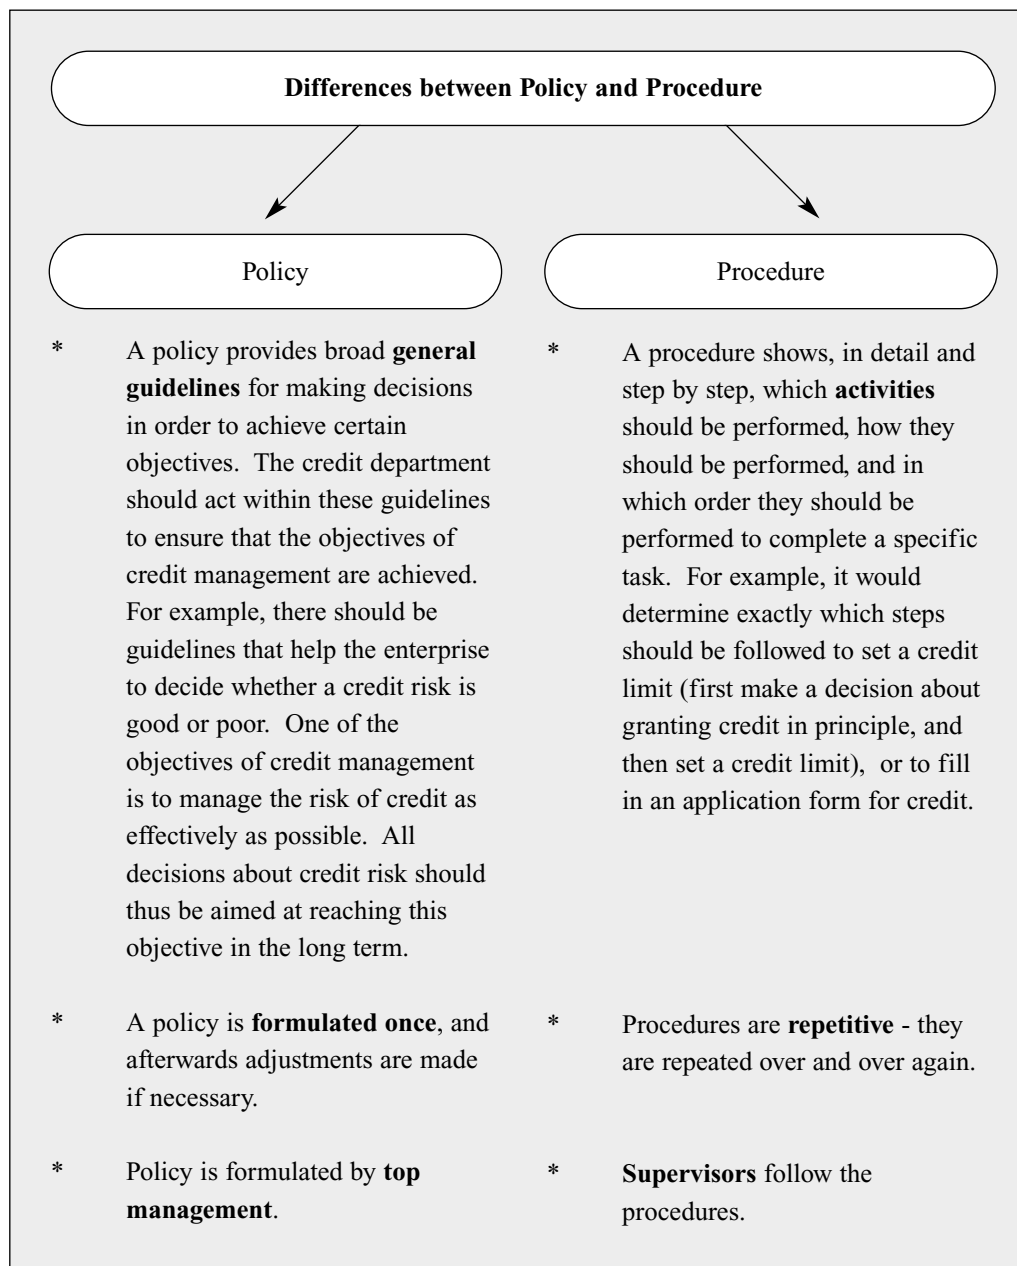 Differences between Policy and Procedure
Policy
* A policy provides broad general
guidelines for making decisions
in order to achieve certain
objectives. The credit department
should act within these guidelines
to ensure that the objectives of
credit management are achieved.
For example, there should be
guidelines that help the enterprise
to decide whether a credit risk is
good or poor. One of the
objectives of credit management
is to manage the risk of credit as
effectively as possible. All
decisions about credit risk should
thus be aimed at reaching this
objective in the long term.
* A policy is formulated once, and
afterwards adjustments are made
if necessary.
* Policy is formulated by top
management.
Procedure
* A procedure shows, in detail and
step by step, which activities
should be performed, how they
should be performed, and in
which order they should be
performed to complete a specific
task. For example, it would
determine exactly which steps
should be followed to set a credit
limit (first make a decision about
granting credit in principle, and
then set a credit limit), or to fill
in an application form for credit.
* Procedures are repetitive - they
are repeated over and over again.
* Supervisors follow the
procedures.